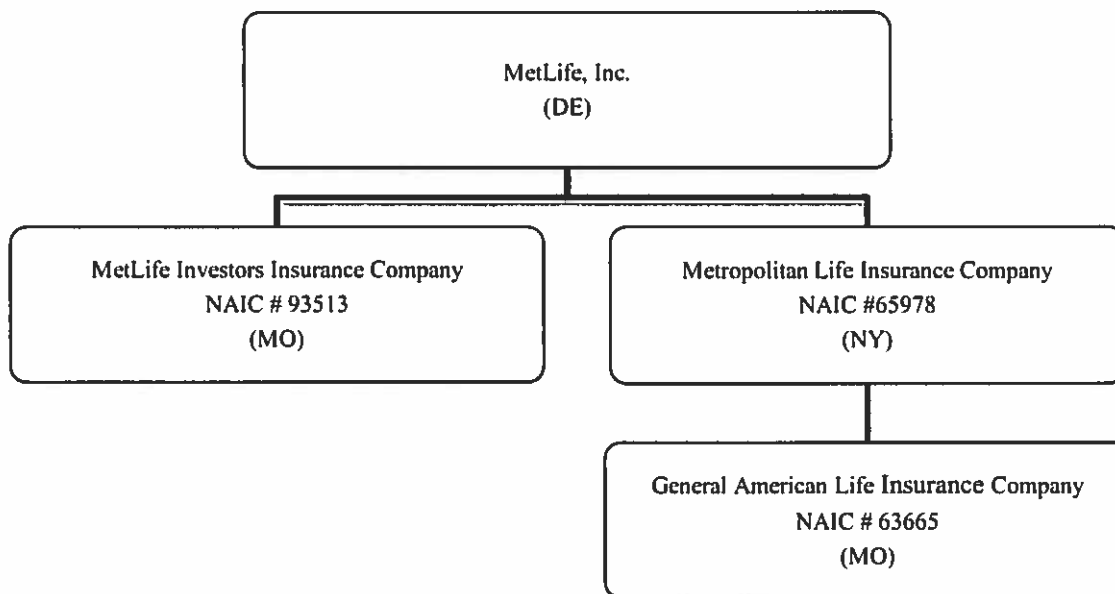 MetLife, Inc.
(DE)
MetLife Investors Insurance Company
NAIC # 93513
(MO)
Metropolitan Life Insurance Company
NAIC #65978
(NY)
General American Life Insurance Company
NAIC # 63665
(MO)